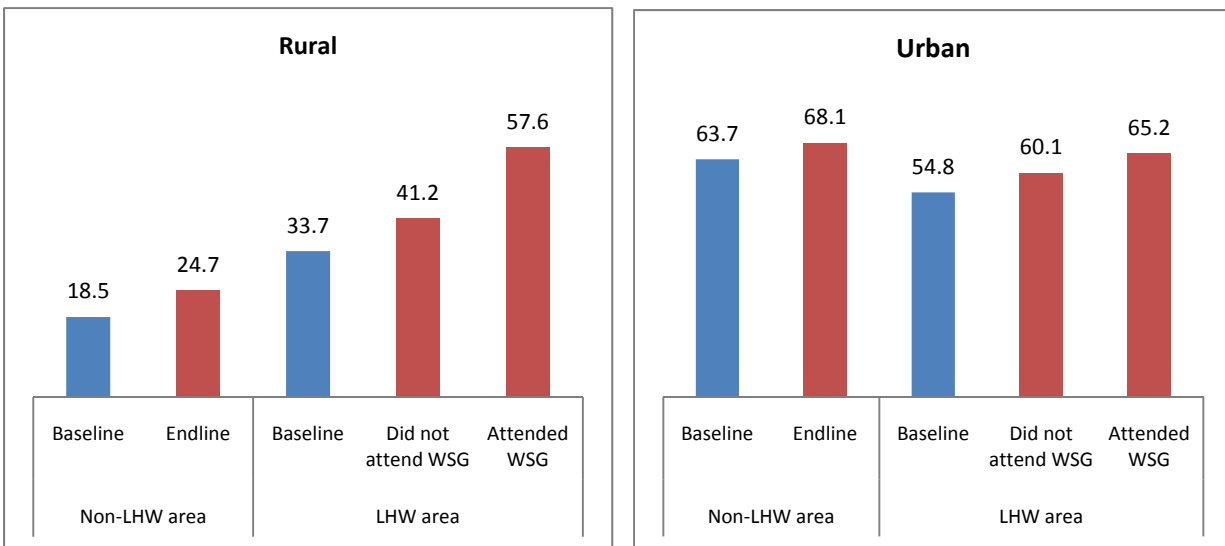 Rural
57.6
41.2
33.7
24.7
18.5
Baseline
Endline
Baseline
Did not
attend WSG
Attended
WSG
Non-LHW area
LHW area
Urban
63.7
68.1
54.8
60.1
65.2
Baseline
Endline
Baseline
Did not
attend WSG
Attended
WSG
Non-LHW area
LHW area